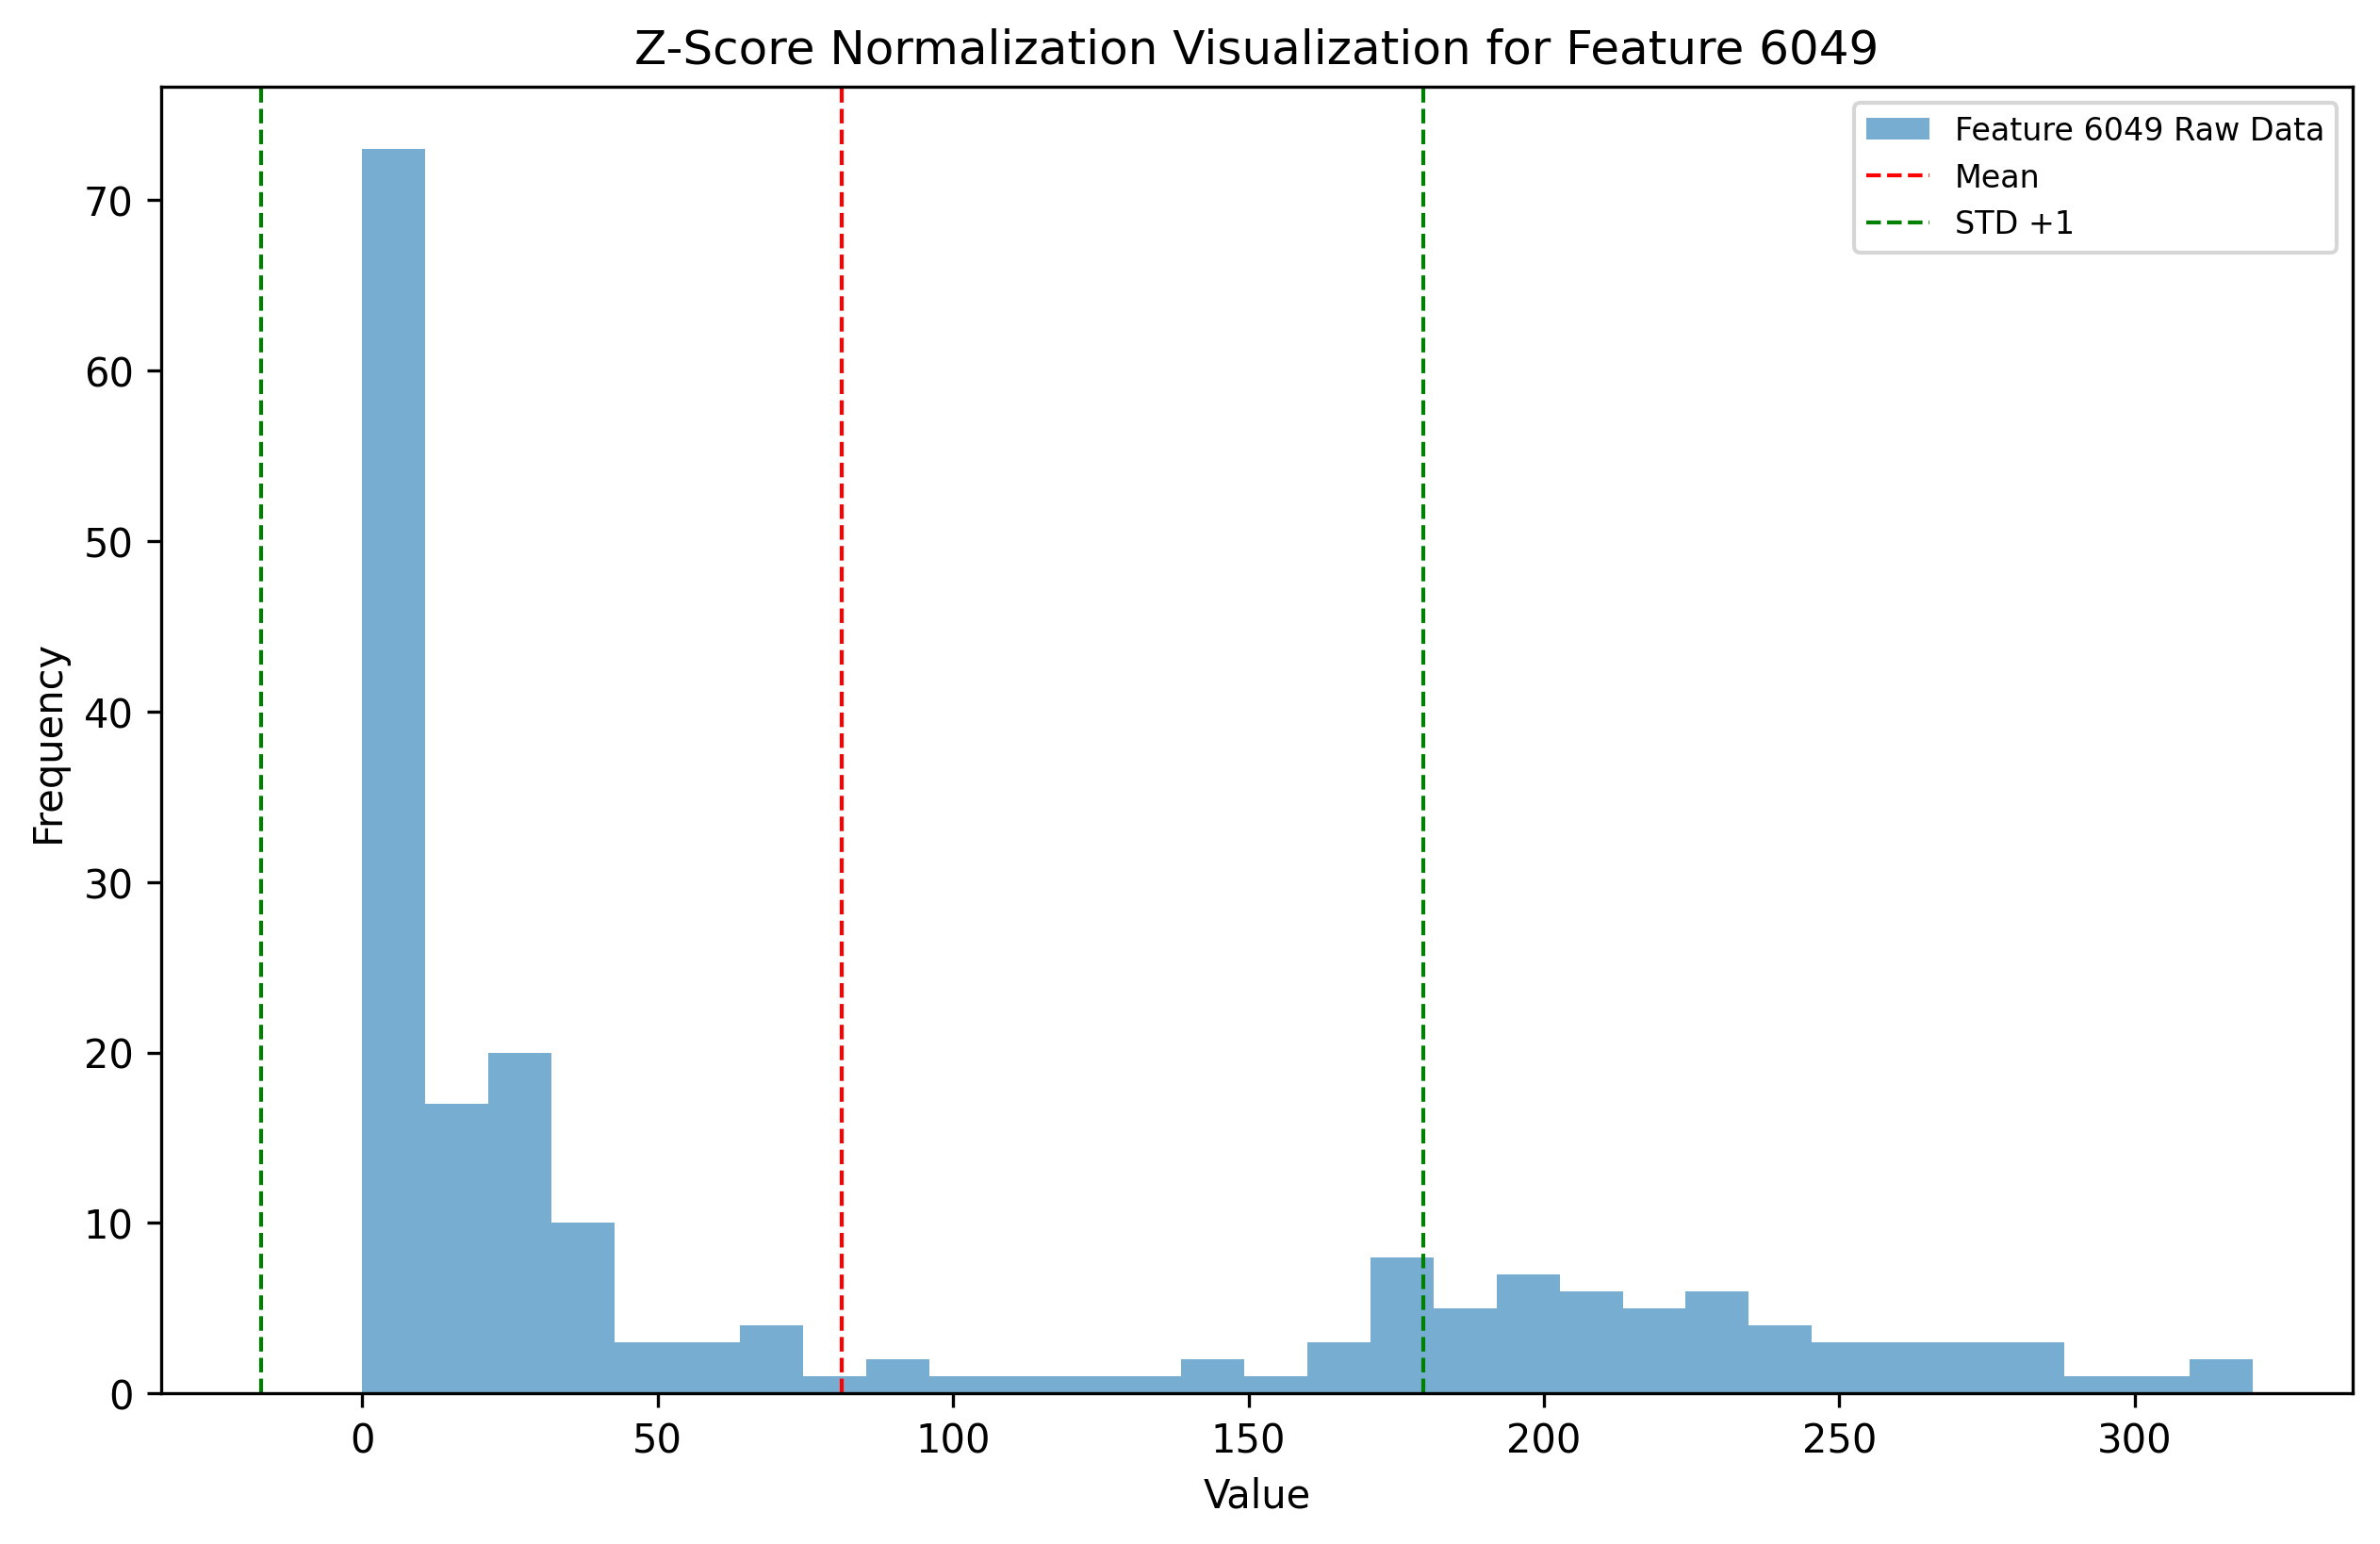 Z-Score Normalization Visualization for Feature 6049
Feature 6049 Raw Data
Mean
STD +1
70
60
50
40
30
20
10
0
Frequency
0 50 100 150 200 250 300
Value